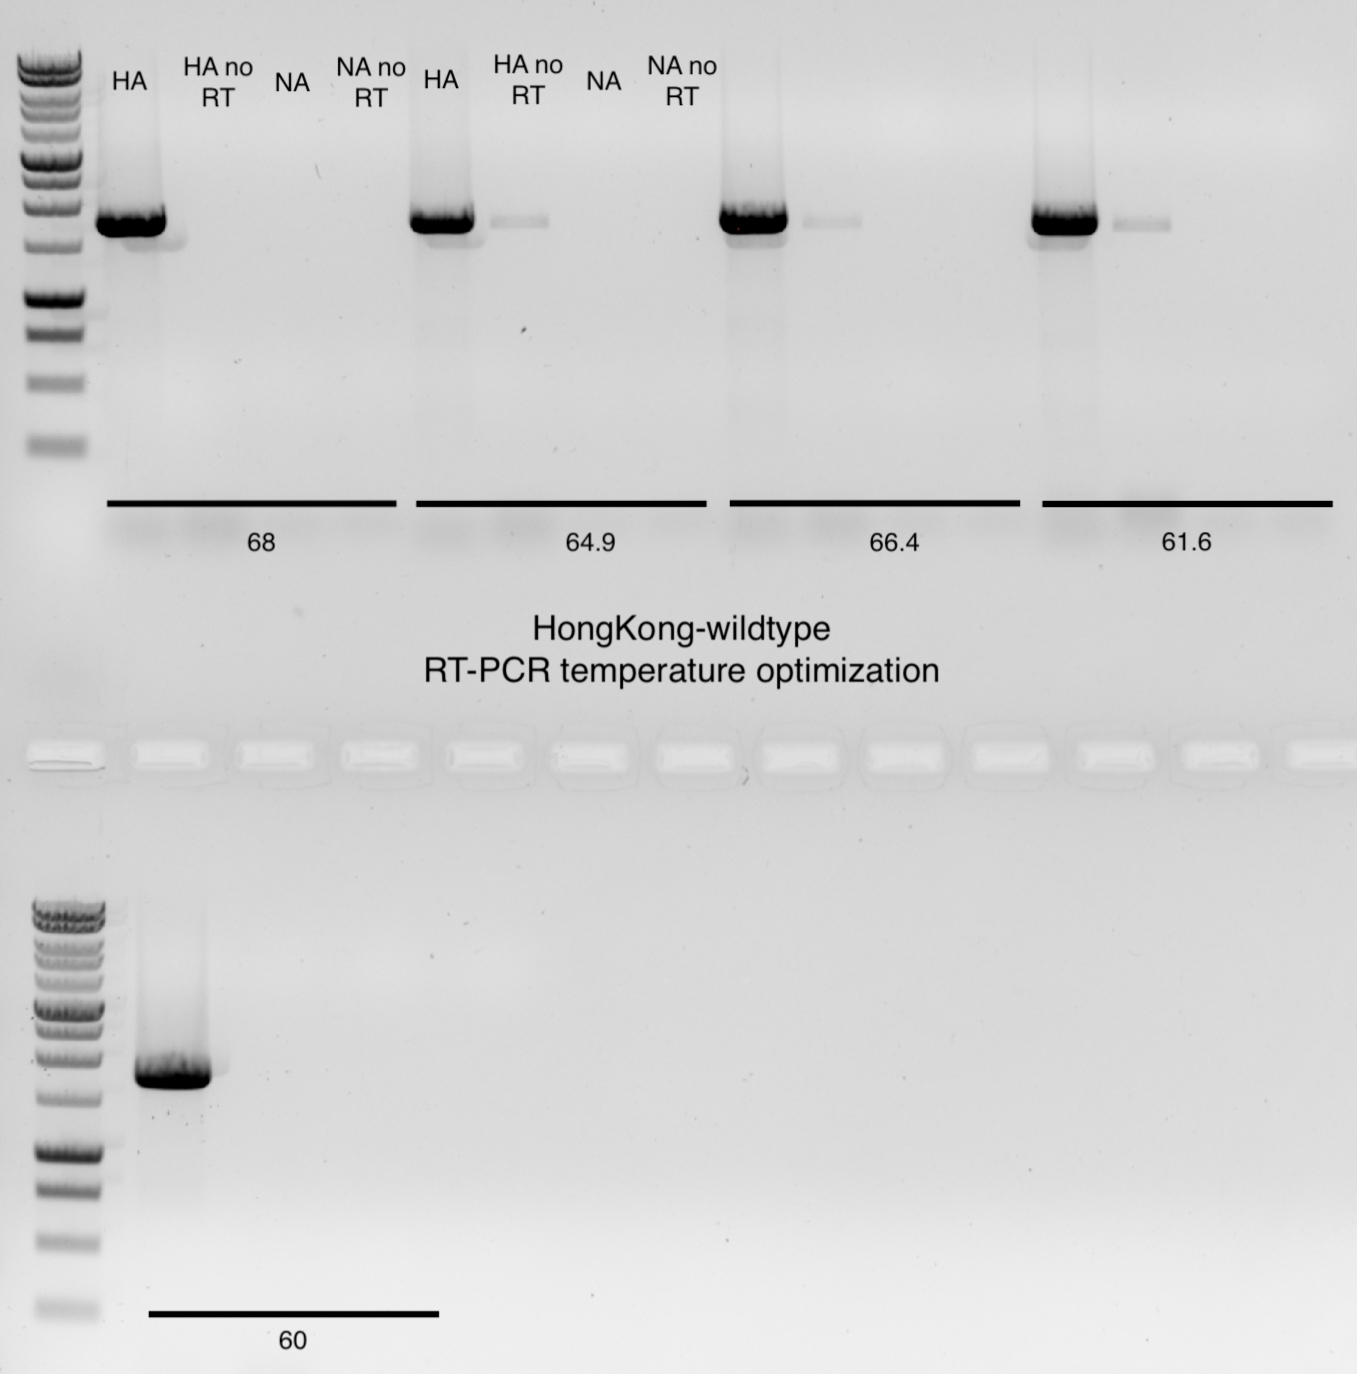 HA
HA no
RT
NA
NA no
RT
HA
HA no
RT
NA
NA no
RT
68
64.9
66.4
61.6
HongKong-wildtype
RT-PCR temperature optimization
60